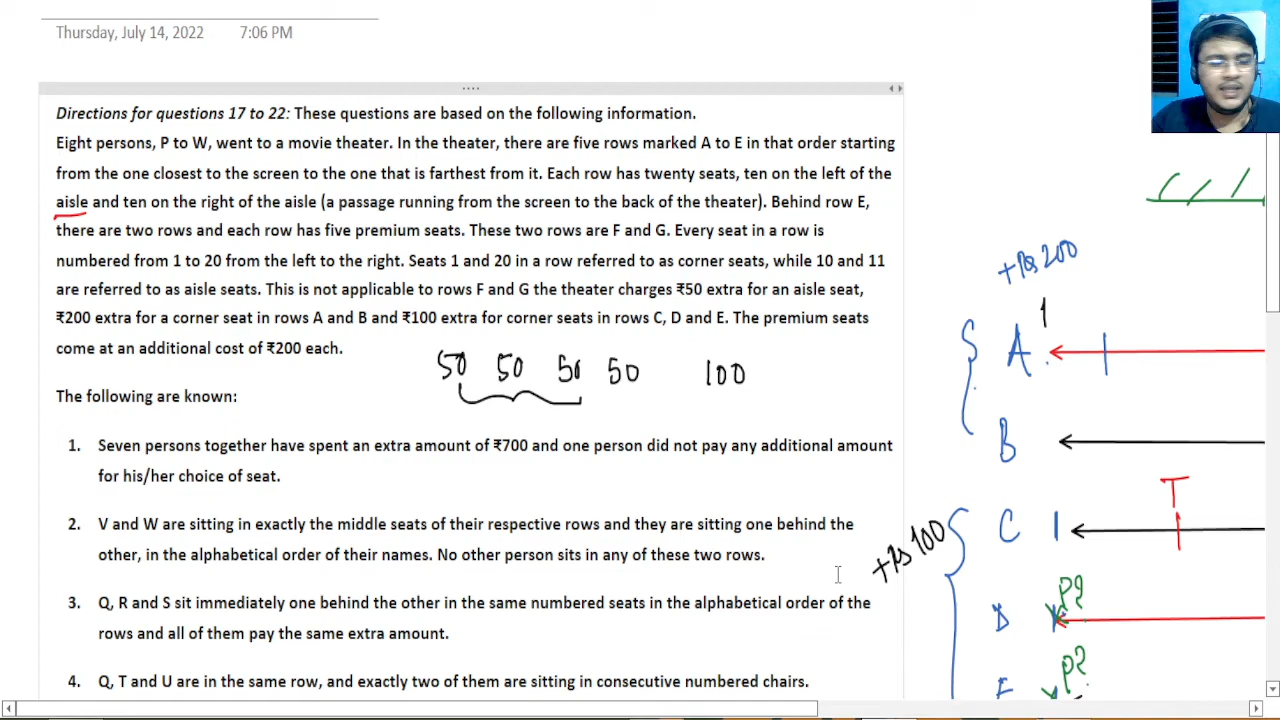 Thursday, July 14, 2022 7:06 PM
Directions for questions 17 to 22: These questions are based on the following information.
Eight persons, P to W, went to a movie theater. In the theater, there are five rows marked A to E in that order starting
from the one closest to the screen to the one that is farthest from it. Each row has twenty seats, ten on the left of the
aisle and ten on the right of the aisle (a passage running from the screen to the back of the theater). Behind row E,
there are two rows and each row has five premium seats. These two rows are F and G. Every seat in a row is
numbered from 1 to 20 from the left to the right. Seats 1 and 20 in a row referred to as corner seats, while 10 and 11
are referred to as aisle seats. This is not applicable to rows F and G the theater charges ₹50 extra for an aisle seat,
₹200 extra for a corner seat in rows A and B and ₹100 extra for corner seats in rows C, D and E. The premium seats
come at an additional cost of ₹200 each.
50 50 50 50 100
The following are known:
1. Seven persons together have spent an extra amount of ₹700 and one person did not pay any additional amount
for his/her choice of seat.
2. V and W are sitting in exactly the middle seats of their respective rows and they are sitting one behind the
other, in the alphabetical order of their names. No other person sits in any of these two rows.
3. Q, R and S sit immediately one behind the other in the same numbered seats in the alphabetical order of the
rows and all of them pay the same extra amount.
4. Q, T and U are in the same row, and exactly two of them are sitting in consecutive numbered chairs.
+Rs 200
1
A
B
T
C
+Rs 100
P?
D
P?
E